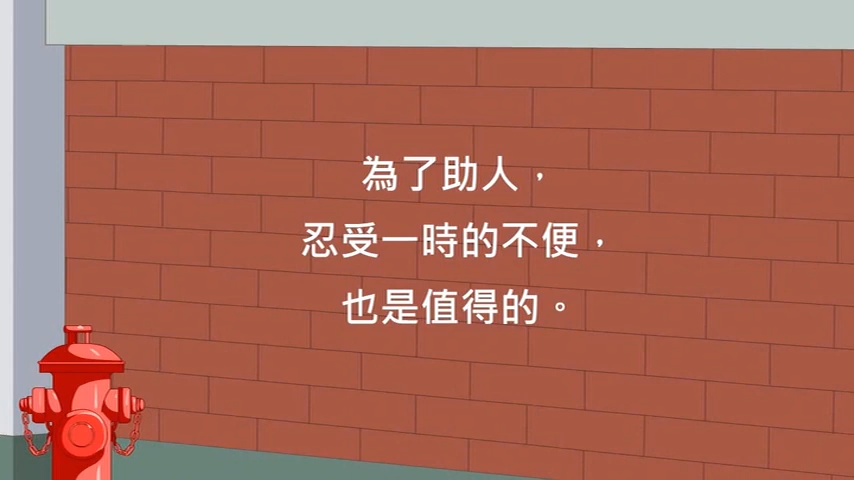 為了助人，
忍受一時的不便，
也是值得的。